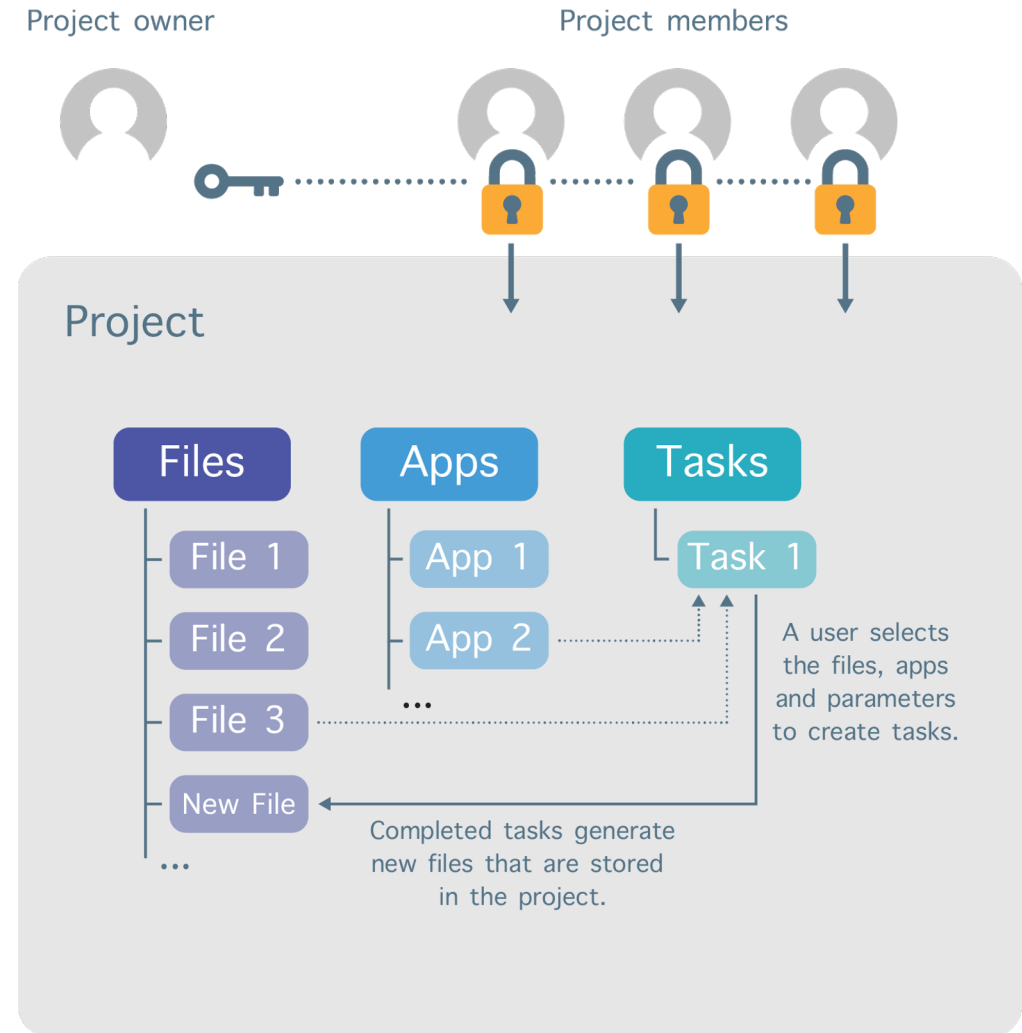 Project owner
Project members
Project
Files
Apps
Tasks
File 1
App 1
Task 1
File 2
App 2
A user selects
the files, apps
and parameters
to create tasks.
File 3
...
New File
Completed tasks generate
new files that are stored
in the project.
...